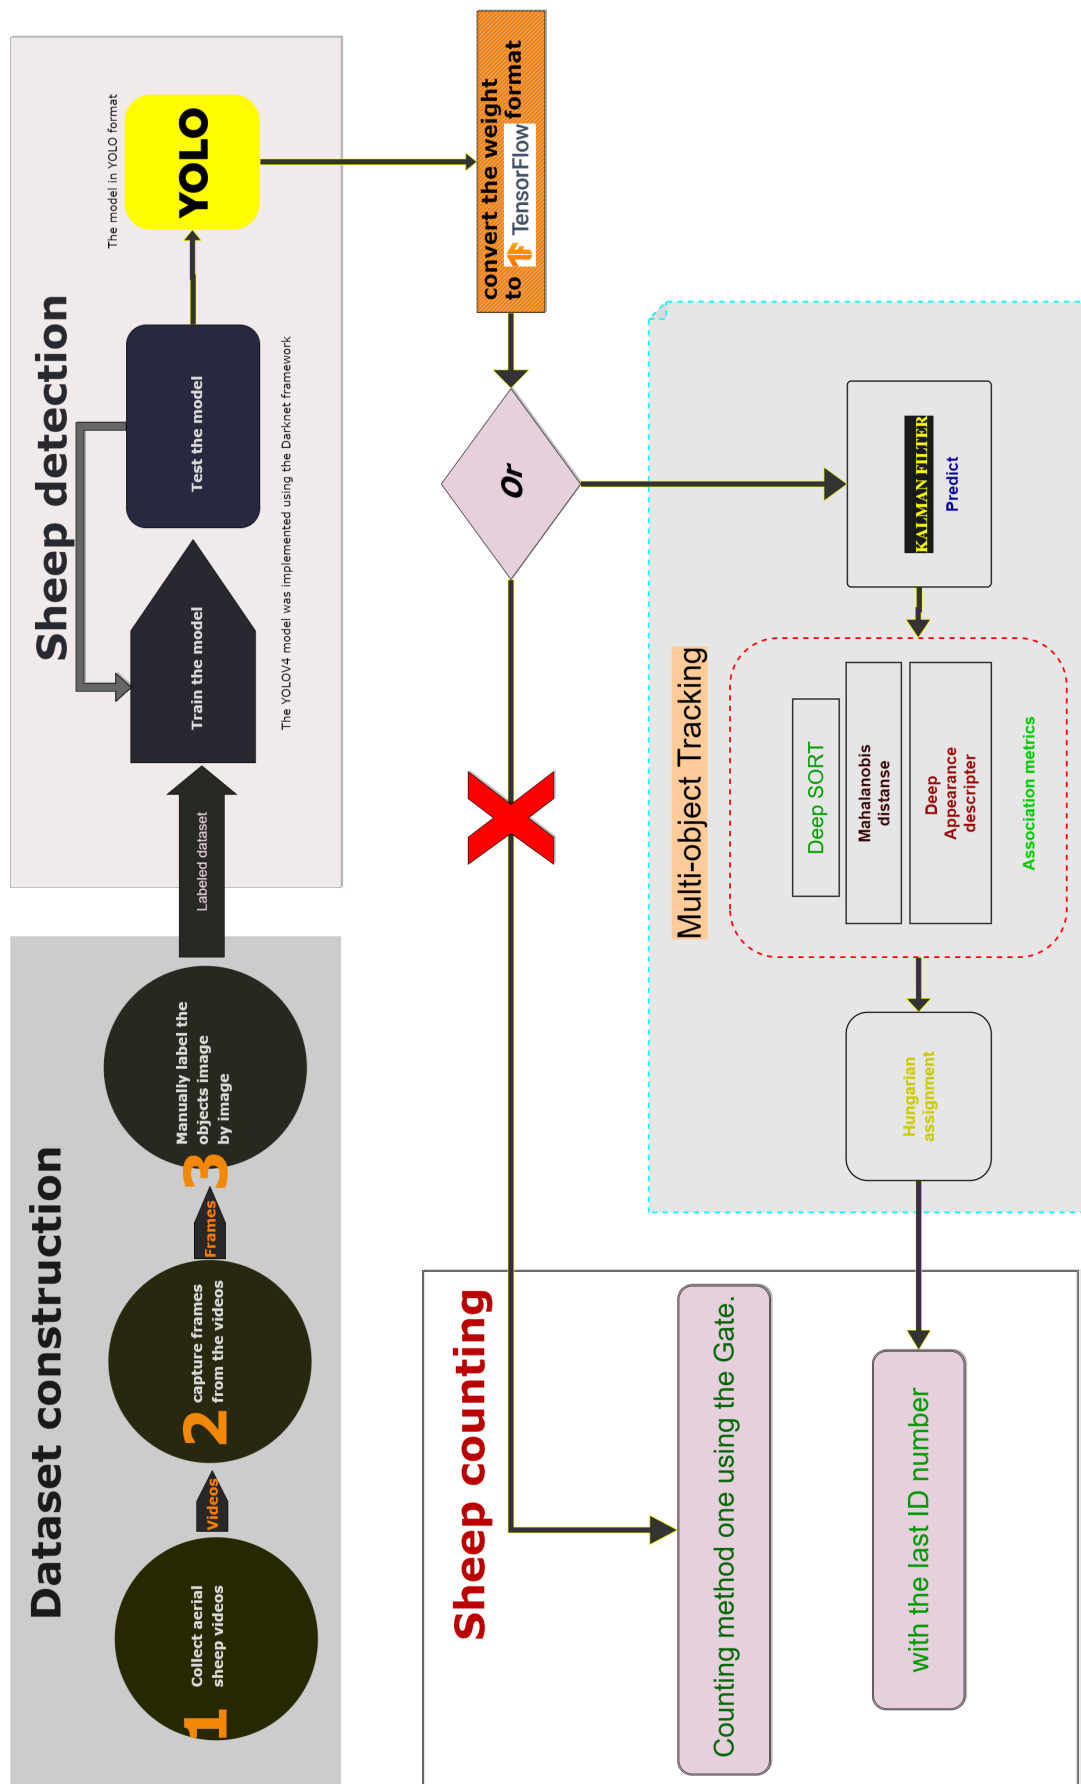 Dataset construction
1
Collect aerial
sheep videos
Videos
2
capture frames
from the videos
Frames
3
Manually label the
objects image
by image
Labeled dataset
Sheep detection
Train the model
Test the model
The YOLOV4 model was implemented using the Darknet framework
The model in YOLO format
YOLO
convert the weight
to TensorFlow format
Or
Multi-object Tracking
KALMAN FILTER
Predict
Deep SORT
Mahalanobis
distanse
Deep
Appearance
descripter
Association metrics
Hungarian
assignment
Sheep counting
Counting method one using the Gate.
with the last ID number